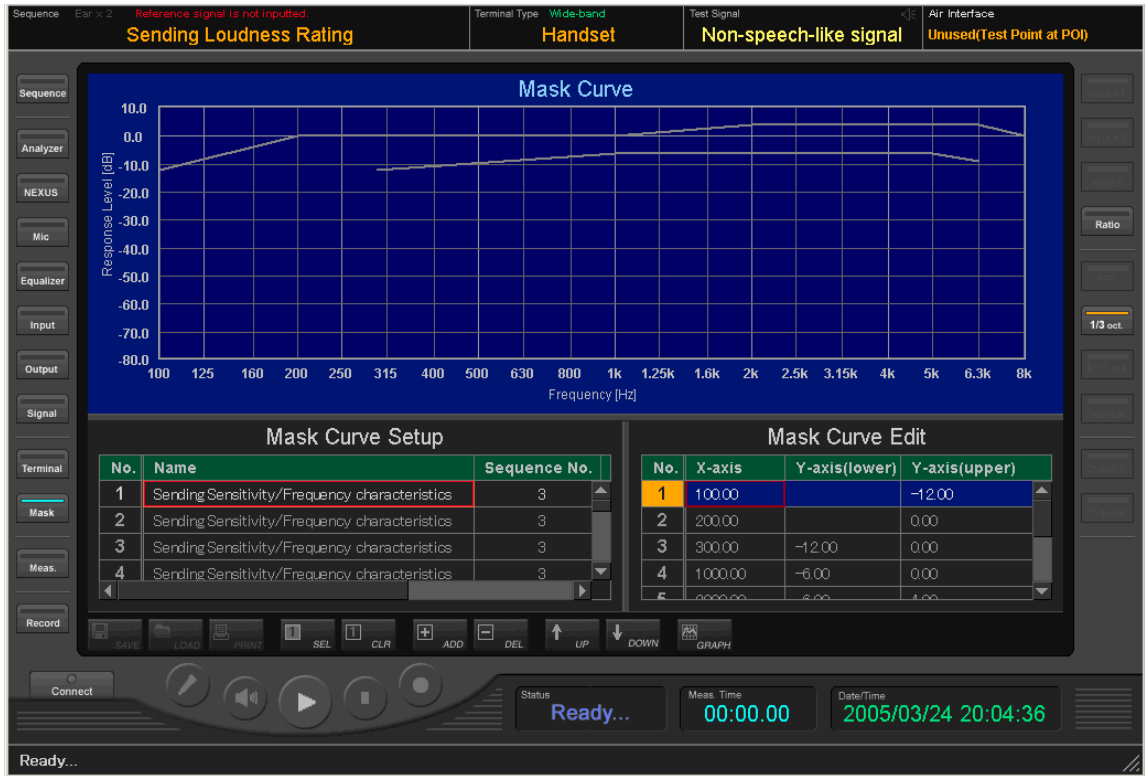 Sequence Ear × 2 Reference signal is not inputted.
Sending Loudness Rating
Terminal Type Wide-band
Handset
Test Signal
Non-speech-like signal
Air Interface
Unused(Test Point at POI)
Sequence
Analyzer
NEXUS
Mic
Equalizer
Input
Output
Signal
Terminal
Mask
Meas.
Record
Mask Curve
Response Level [dB]
10.0
0.0
-10.0
-20.0
-30.0
-40.0
-50.0
-60.0
-70.0
-80.0
100 125 160 200 250 315 400 500 630 800 1k 1.25k 1.6k 2k 2.5k 3.15k 4k 5k 6.3k 8k
Frequency [Hz]
Ratio
1/3 oct.
Mask Curve Setup
No. Name Sequence No.
1 Sending Sensitivity/Frequency characteristics 3
2 Sending Sensitivity/Frequency characteristics 3
3 Sending Sensitivity/Frequency characteristics 3
4 Sending Sensitivity/Frequency characteristics 3
Mask Curve Edit
No. X-axis Y-axis(lower) Y-axis(upper)
1 100.00 -12.00
2 200.00 0.00
3 300.00 -12.00 0.00
4 1000.00 -6.00 0.00
5 2000.00 -6.00 4.00
SAVE LOAD PRINT 1 SEL 1 CLR ADD DEL UP DOWN GRAPH
Connect
Status
Ready...
Meas. Time
00:00.00
Date/Time
2005/03/24 20:04:36
Ready...